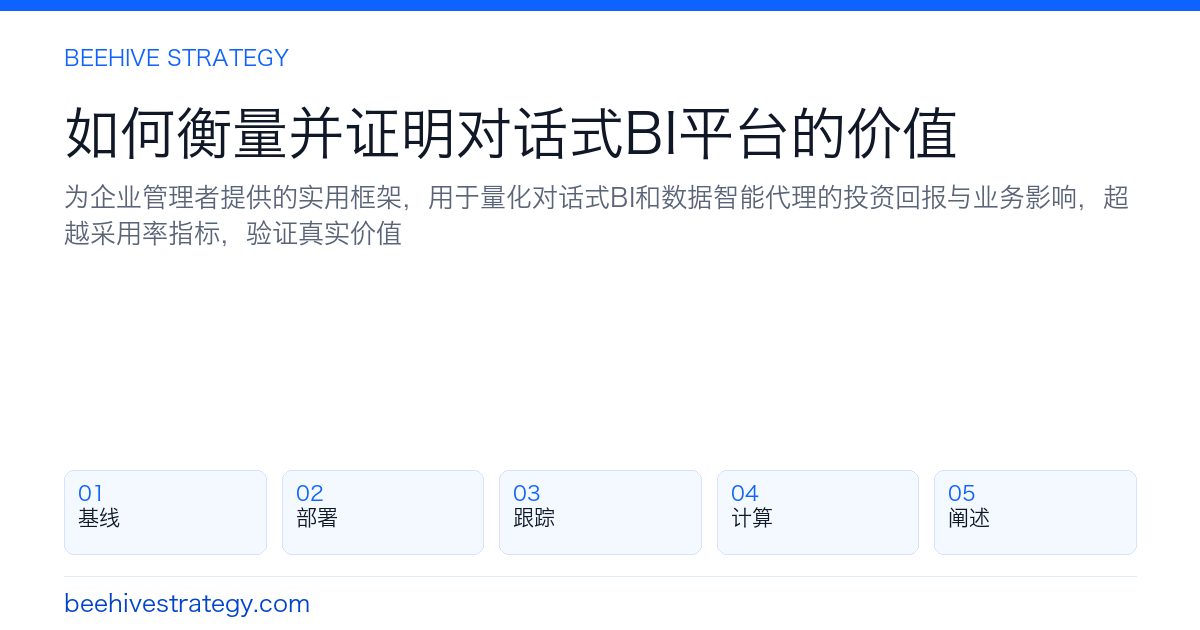 BEEHIVE STRATEGY
如何衡量并证明对话式BI平台的价值
为企业管理者提供的实用框架，用于量化对话式BI和数据智能代理的投资回报与业务影响，超
越采用率指标，验证真实价值
01
基线
02
部署
03
跟踪
04
计算
05
阐述
beehivestrategy.com